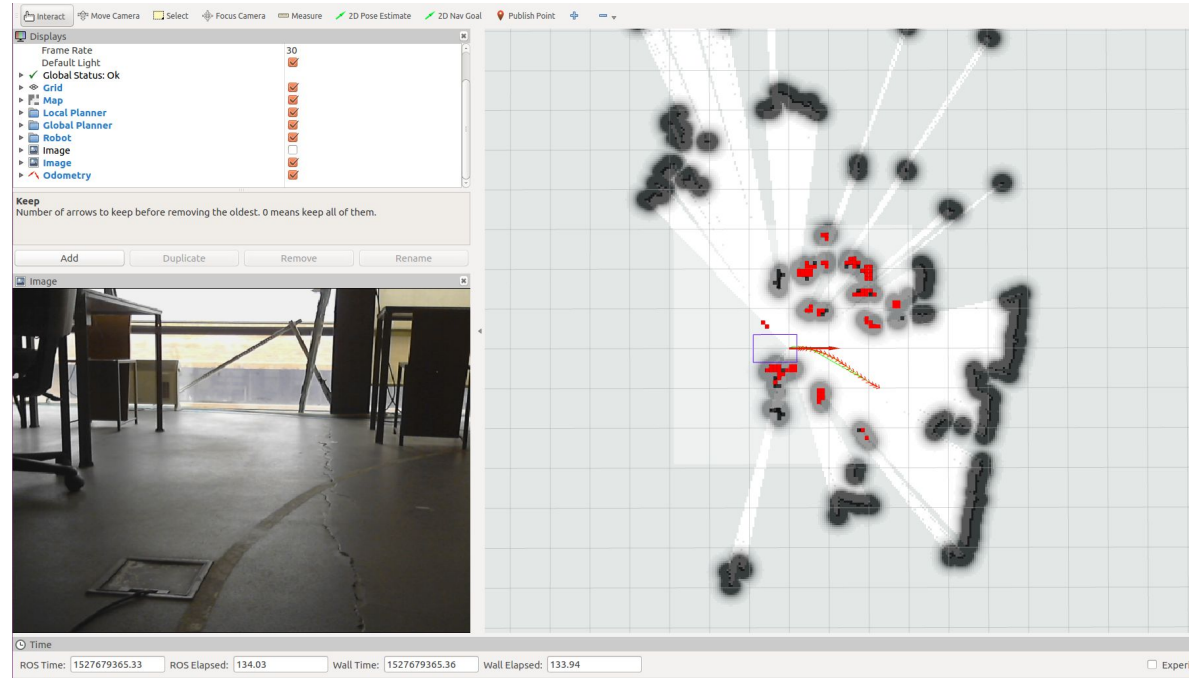 Interact Move Camera Select Focus Camera Measure 2D Pose Estimate 2D Nav Goal Publish Point
Displays
Frame Rate 30
Default Light
Global Status: Ok
Grid
Map
Local Planner
Global Planner
Robot
Image
Image
Odometry
Keep
Number of arrows to keep before removing the oldest. 0 means keep all of them.
Add Duplicate Remove Rename
Image
Time
ROS Time: 1527679365.33 ROS Elapsed: 134.03 Wall Time: 1527679365.36 Wall Elapsed: 133.94 Experi